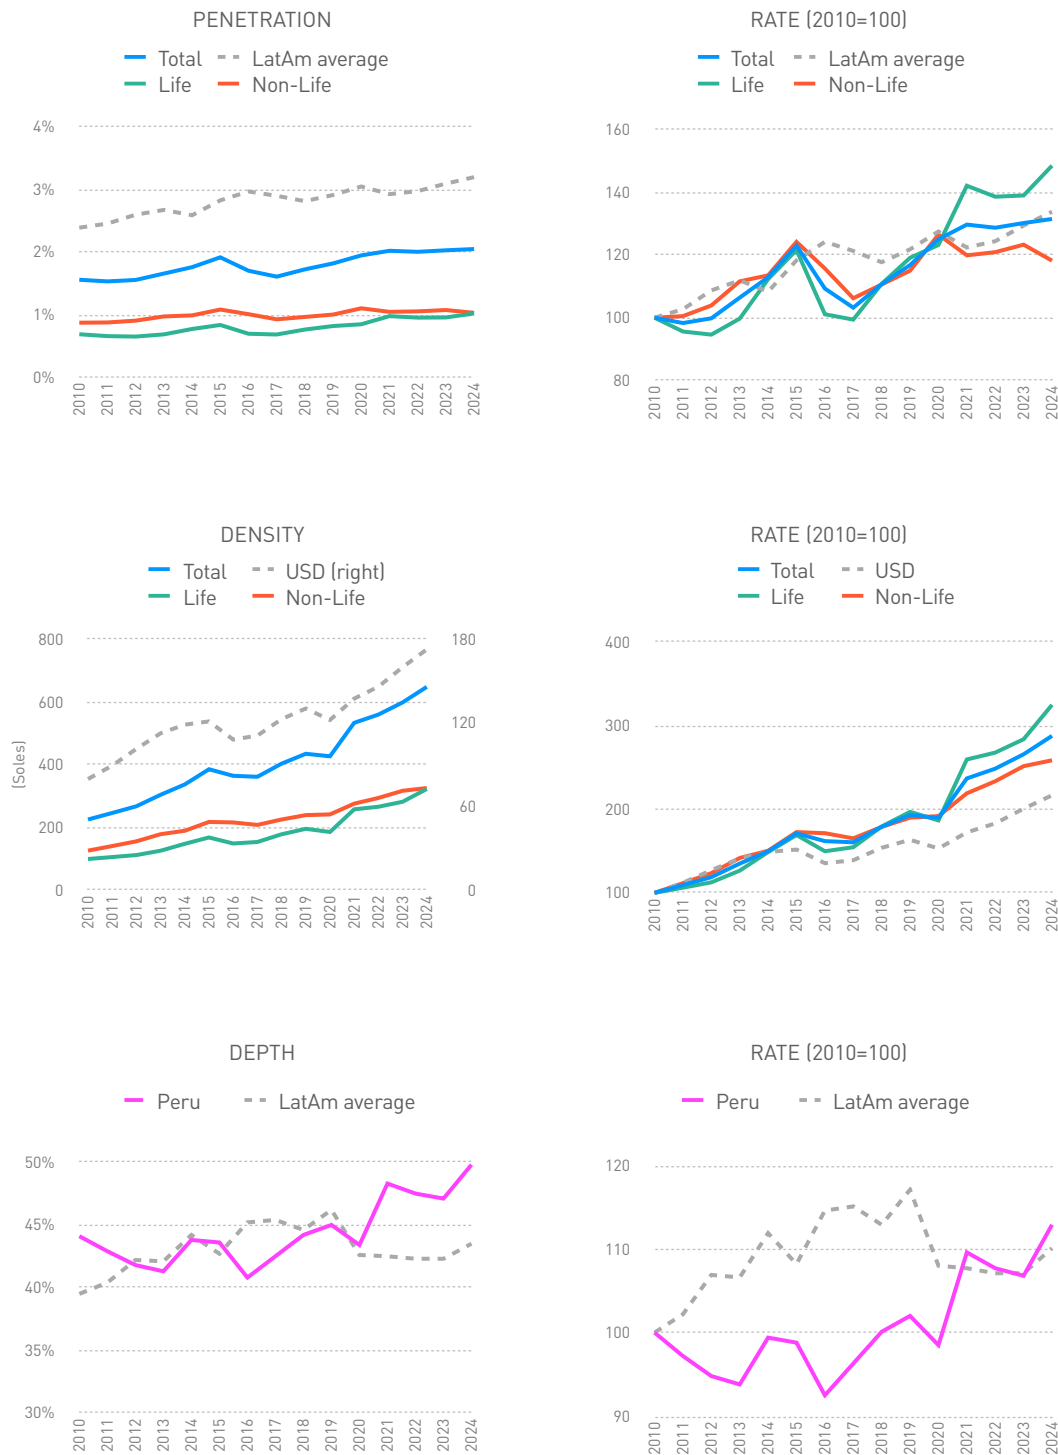 PENETRATION
Total LatAm average
Life Non-Life
4%
3%
2%
1%
0%
2010 2011 2012 2013 2014 2015 2016 2017 2018 2019 2020 2021 2022 2023 2024
RATE (2010=100)
Total LatAm average
Life Non-Life
160
140
120
100
80
2010 2011 2012 2013 2014 2015 2016 2017 2018 2019 2020 2021 2022 2023 2024
DENSITY
Total USD (right)
Life Non-Life
(Soles)
800 180
600
120
400
60
200
0 0
2010 2011 2012 2013 2014 2015 2016 2017 2018 2019 2020 2021 2022 2023 2024
RATE (2010=100)
Total USD
Life Non-Life
400
300
200
100
2010 2011 2012 2013 2014 2015 2016 2017 2018 2019 2020 2021 2022 2023 2024
DEPTH
Peru LatAm average
50%
45%
40%
35%
30%
2010 2011 2012 2013 2014 2015 2016 2017 2018 2019 2020 2021 2022 2023 2024
RATE (2010=100)
Peru LatAm average
120
110
100
90
2010 2011 2012 2013 2014 2015 2016 2017 2018 2019 2020 2021 2022 2023 2024